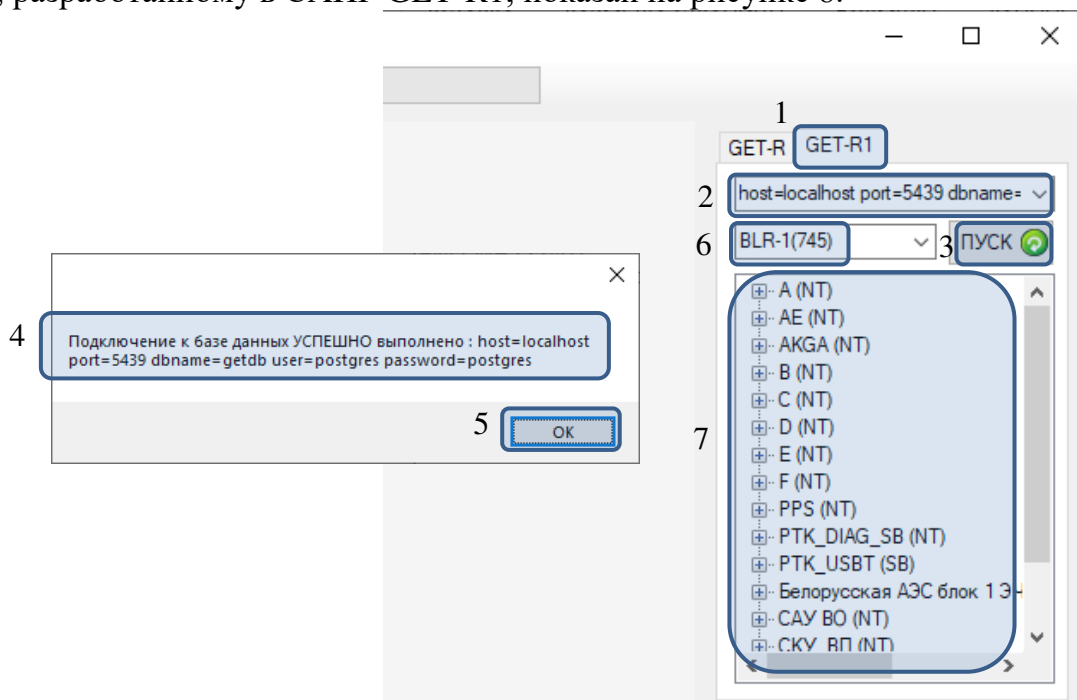 , разработанному в САПР GET-R1, показан на рисунке 6.
1
GET-R GET-R1
2 host=localhost port=5439 dbname=
6 BLR-1(745) 3 ПУСК
4 Подключение к базе данных УСПЕШНО выполнено : host=localhost
port=5439 dbname=getdb user=postgres password=postgres
5 ОК
7
A (NT)
AE (NT)
AKGA (NT)
B (NT)
C (NT)
D (NT)
E (NT)
F (NT)
PPS (NT)
PTK_DIAG_SB (NT)
PTK_USBT (SB)
Белорусская АЭС блок 1 Э
САУ ВО (NT)
СКУ_ВП (NT)